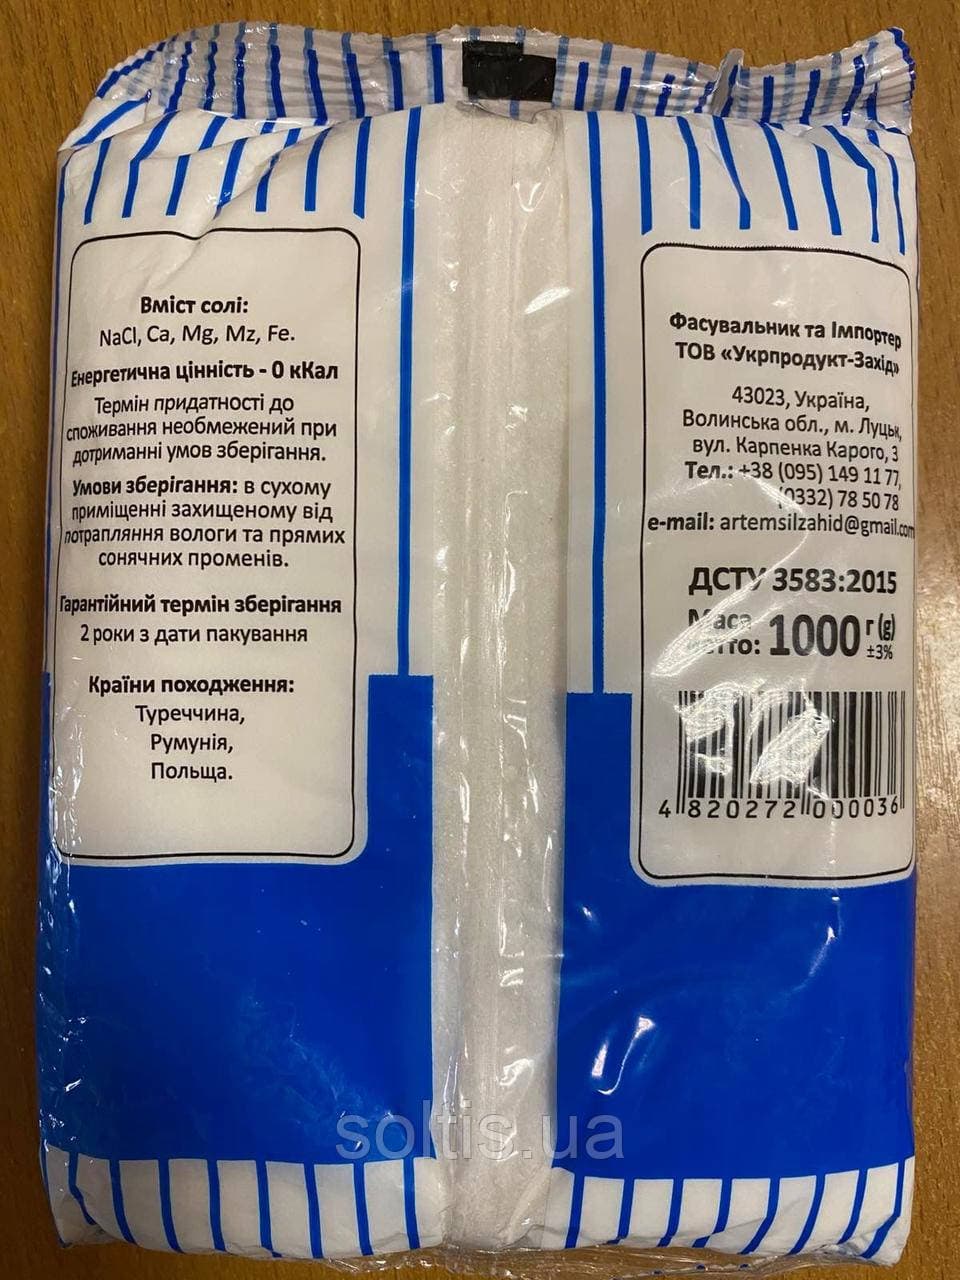 Вміст солі:
NaCl, Ca, Mg, Mz, Fe.
Енергетична цінність - 0 кКал
Термін придатності до
споживання необмежений при
дотриманні умов зберігання.
Умови зберігання: в сухому
приміщенні захищеному від
потрапляння вологи та прямих
сонячних променів.
Гарантійний термін зберігання
2 роки з дати пакування
Країни походження:
Туреччина,
Румунія,
Польща.
Фасувальник та Імпортер
ТОВ «Укрпродукт-Захід»
43023, Україна,
Волинська обл., м. Луцьк,
вул. Карпенка Карого, 3
Тел.: +38 (095) 149 11 77,
(0332) 78 50 78
e-mail: artemsilzahid@gmail.com
ДСТУ 3583:2015
Маса
нетто: 1000 г (g)
±3%
4 820272 000036
soltis.ua